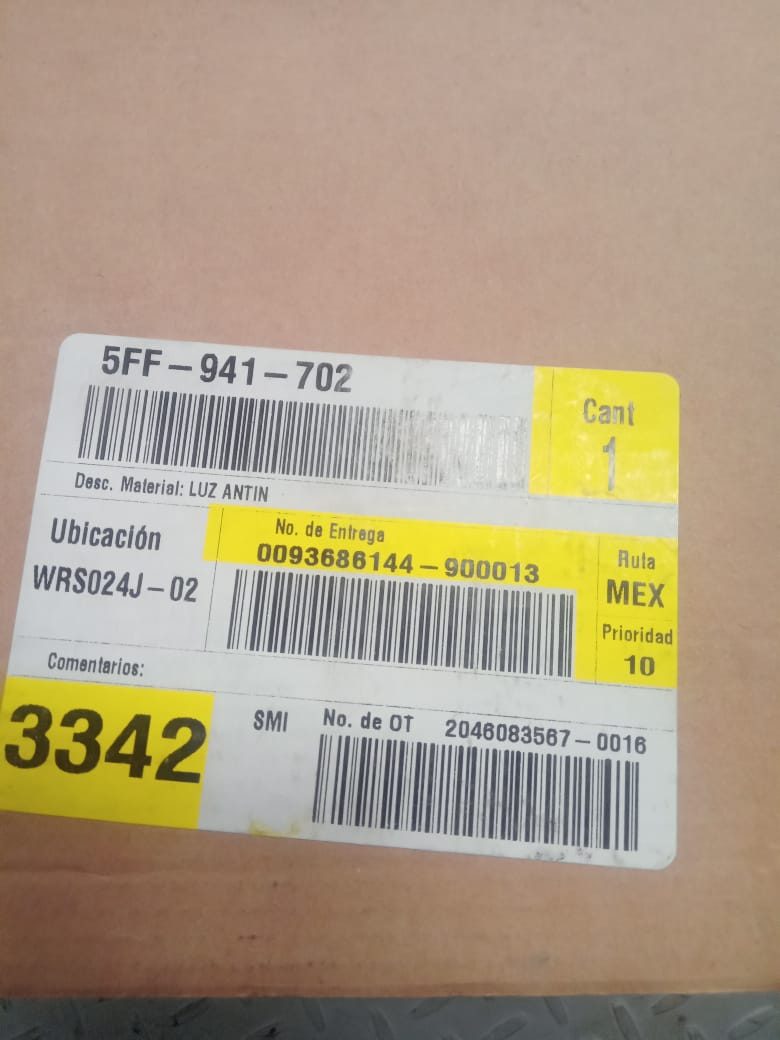 5FF-941-702
Cant
1
Desc. Material: LUZ ANTIN
Ubicación
WRS024J-02
No. de Entrega
0093686144-900013
Ruta
MEX
Prioridad
10
Comentarios:
3342
SMI
No. de OT 2046083567-0016